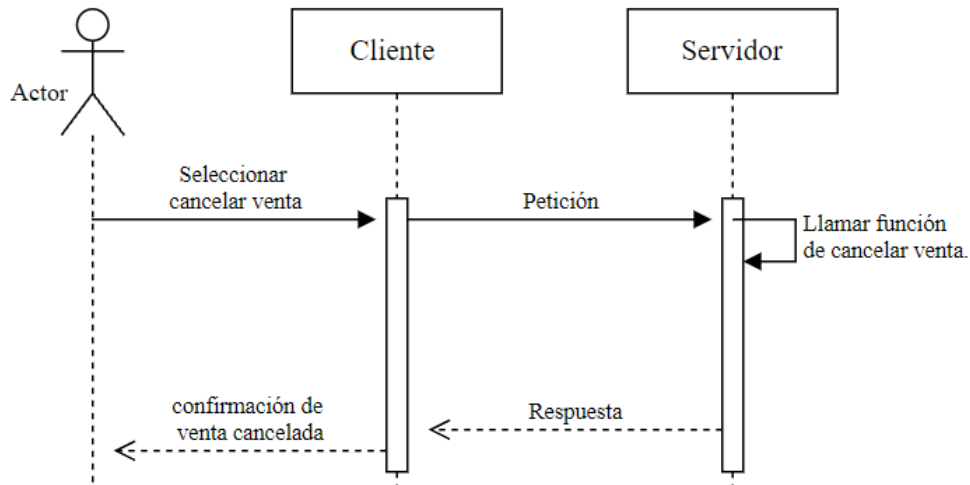 Cliente
Servidor
Actor
Seleccionar
cancelar venta
Petición
Llamar función
de cancelar venta.
confirmación de
venta cancelada
Respuesta